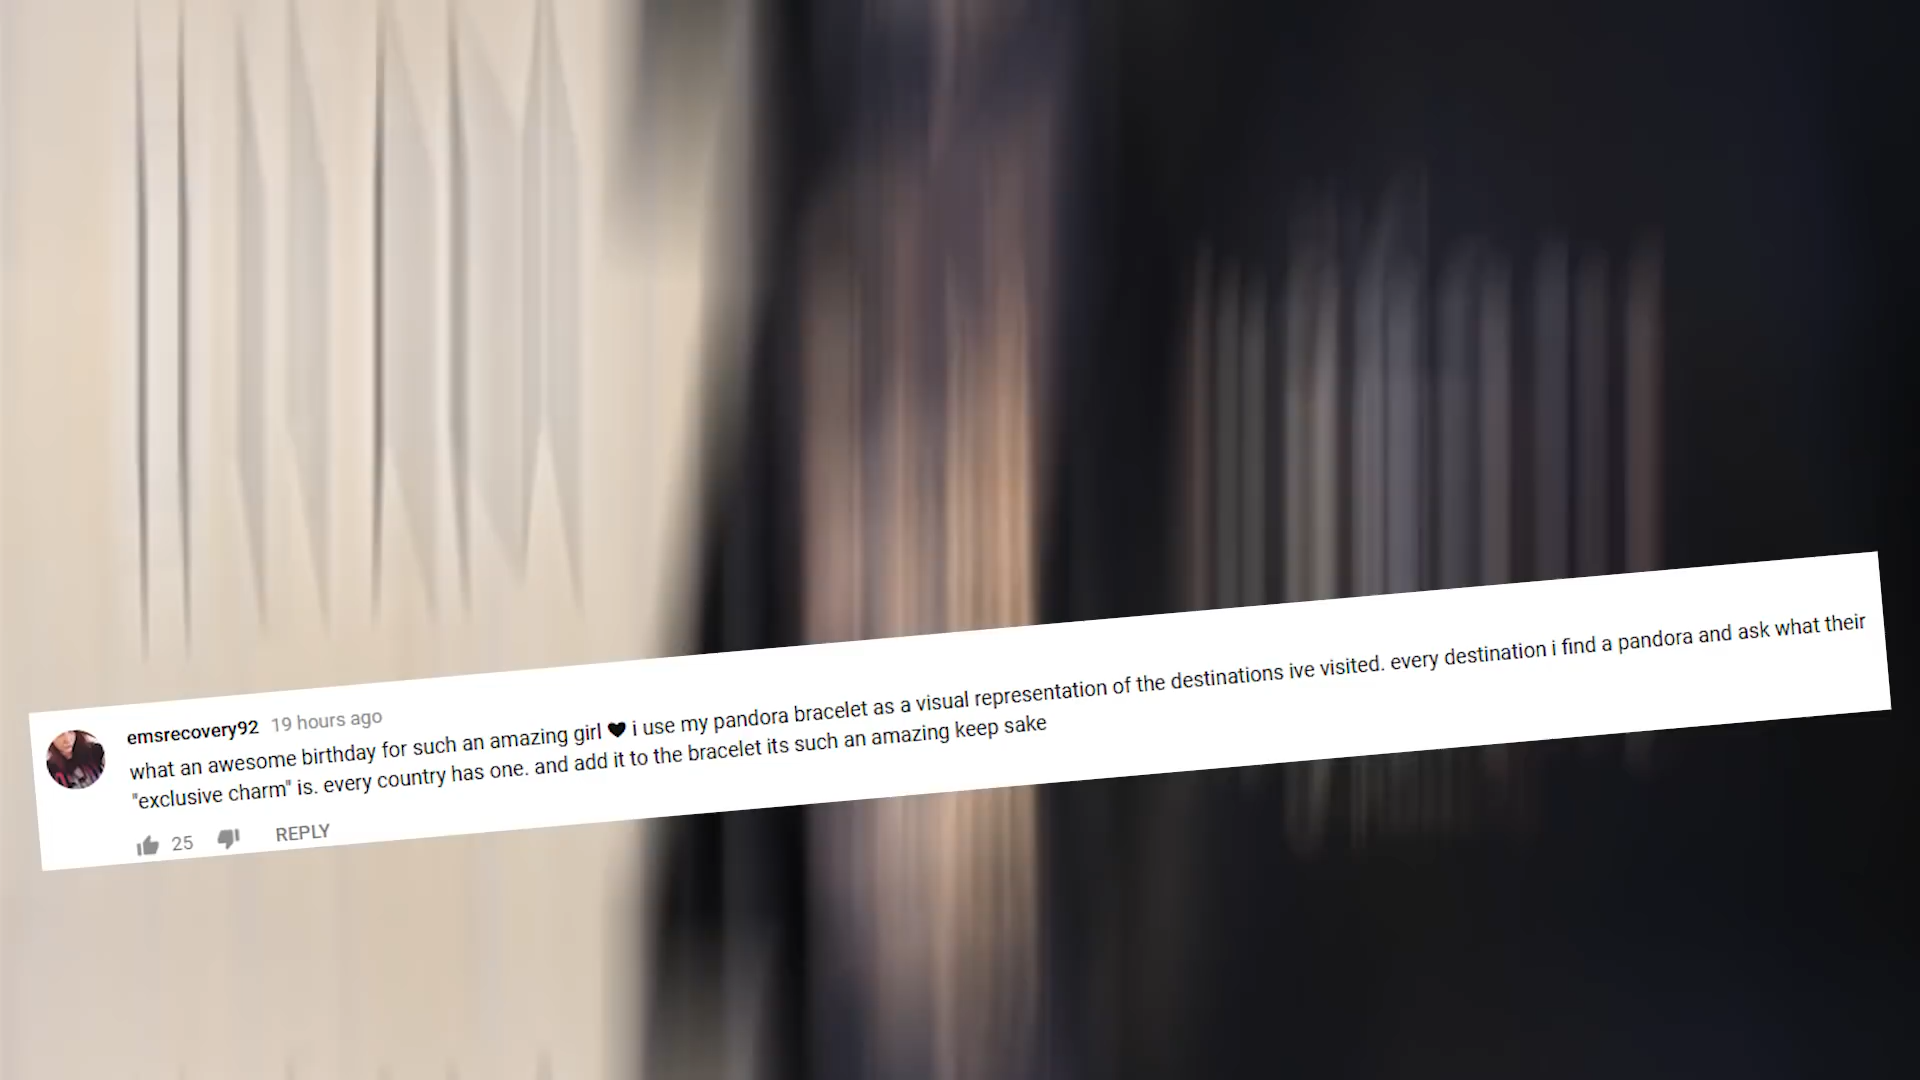 emsrecovery92 19 hours ago
what an awesome birthday for such an amazing girl 🖤 i use my pandora bracelet as a visual representation of the destinations ive visited. every destination i find a pandora and ask what their
"exclusive charm" is. every country has one. and add it to the bracelet its such an amazing keep sake
25 REPLY